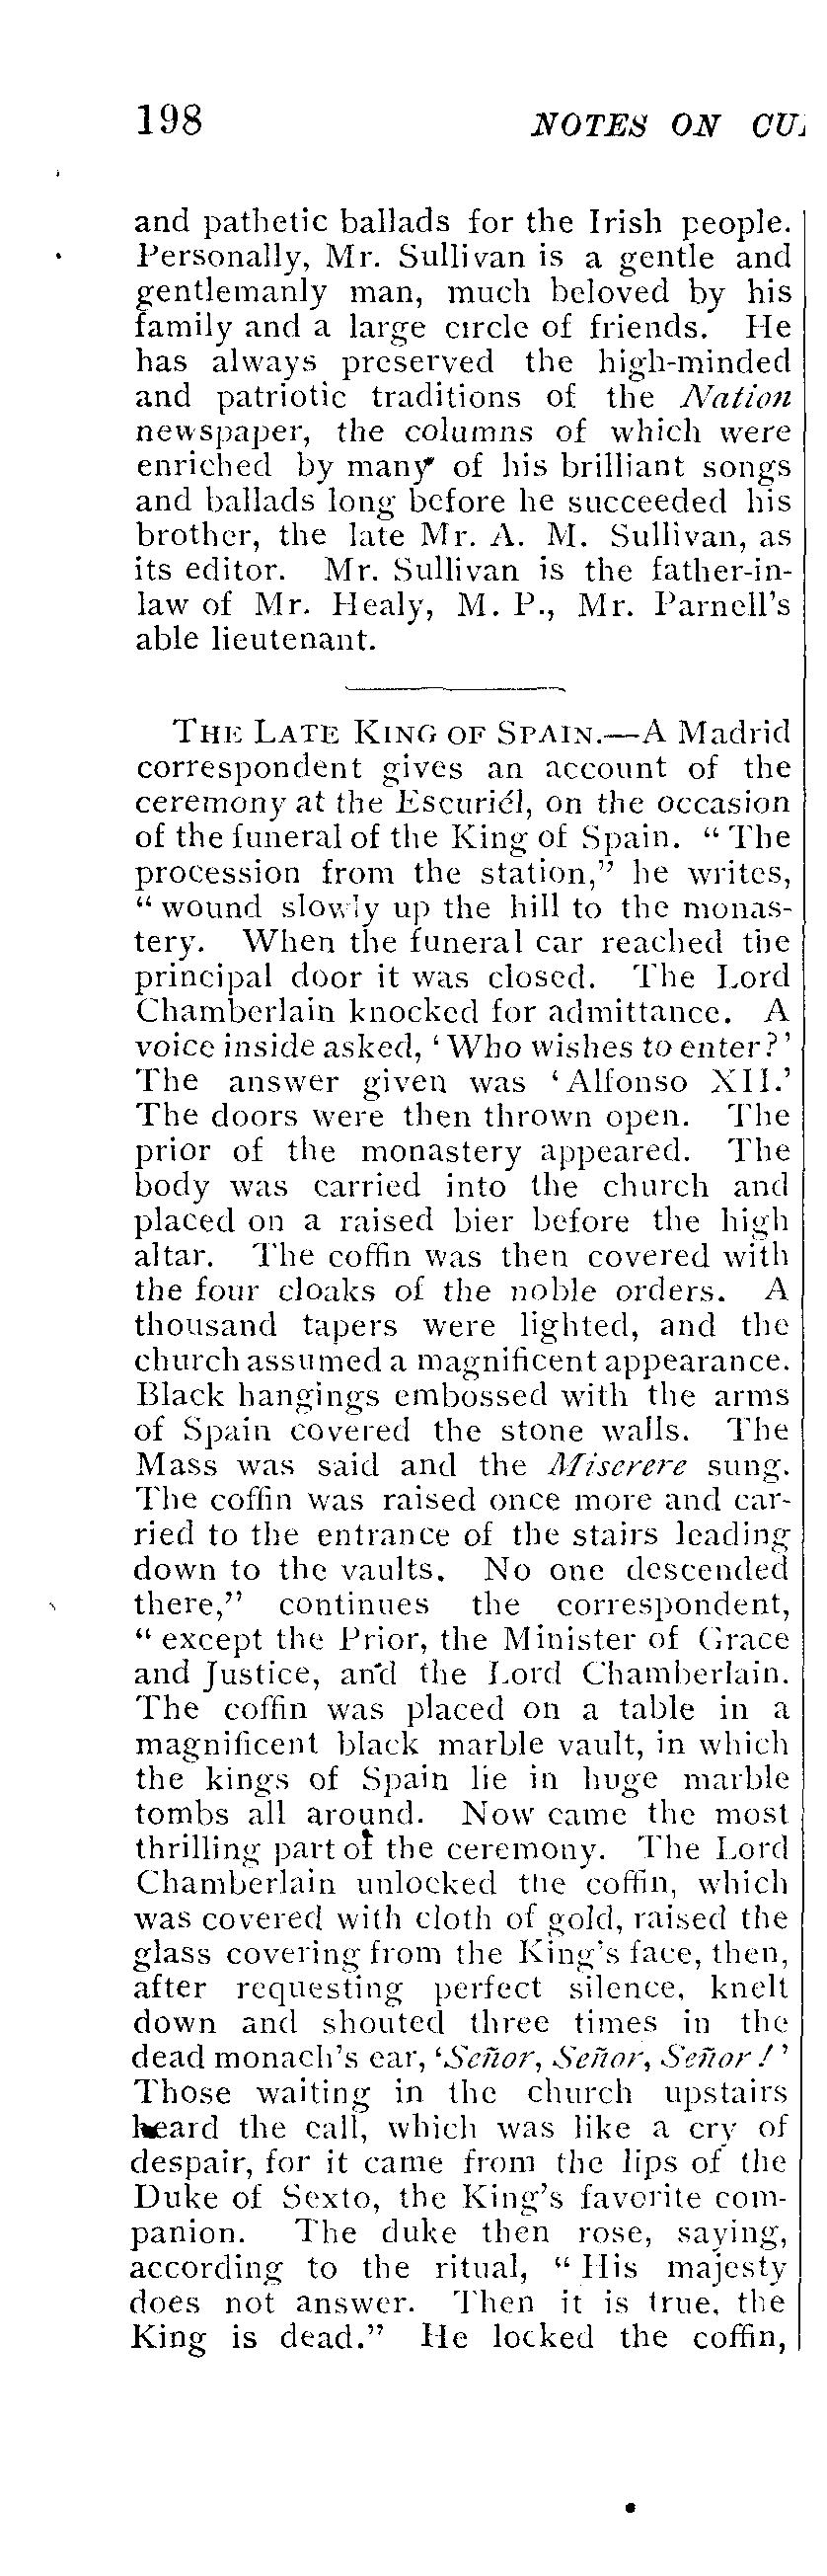 198 NOTES ON CU
and pathetic ballads for the Irish people.
Personally, Mr. Sullivan is a gentle and
gentlemanly man, much beloved by his
family and a large circle of friends. He
has always preserved the high-minded
and patriotic traditions of the Nation
newspaper, the columns of which were
enriched by many of his brilliant songs
and ballads long before he succeeded his
brother, the late Mr. A. M. Sullivan, as
its editor. Mr. Sullivan is the father-in-
law of Mr. Healy, M. P., Mr. Parnell's
able lieutenant.
THE LATE KING OF SPAIN.—A Madrid
correspondent gives an account of the
ceremony at the Escuriél, on the occasion
of the funeral of the King of Spain. “ The
procession from the station,” he writes,
“ wound slowly up the hill to the monas-
tery. When the funeral car reached the
principal door it was closed. The Lord
Chamberlain knocked for admittance. A
voice inside asked, ‘ Who wishes to enter?’
The answer given was ‘ Alfonso XII.’
The doors were then thrown open. The
prior of the monastery appeared. The
body was carried into the church and
placed on a raised bier before the high
altar. The coffin was then covered with
the four cloaks of the noble orders. A
thousand tapers were lighted, and the
church assumed a magnificent appearance.
Black hangings embossed with the arms
of Spain covered the stone walls. The
Mass was said and the Miserere sung.
The coffin was raised once more and car-
ried to the entrance of the stairs leading
down to the vaults. No one descended
there,” continues the correspondent,
“ except the Prior, the Minister of Grace
and Justice, and the Lord Chamberlain.
The coffin was placed on a table in a
magnificent black marble vault, in which
the kings of Spain lie in huge marble
tombs all around. Now came the most
thrilling part of the ceremony. The Lord
Chamberlain unlocked the coffin, which
was covered with cloth of gold, raised the
glass covering from the King's face, then,
after requesting perfect silence, knelt
down and shouted three times in the
dead monach's ear, ‘Señor, Señor, Señor !’
Those waiting in the church upstairs
heard the call, which was like a cry of
despair, for it came from the lips of the
Duke of Sexto, the King's favorite com-
panion. The duke then rose, saying,
according to the ritual, “ His majesty
does not answer. Then it is true, the
King is dead.” He locked the coffin,